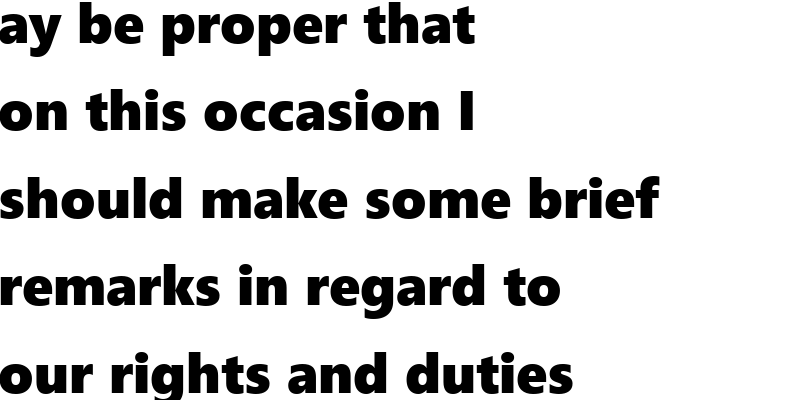 ay be proper that
on this occasion I
should make some brief
remarks in regard to
our rights and duties